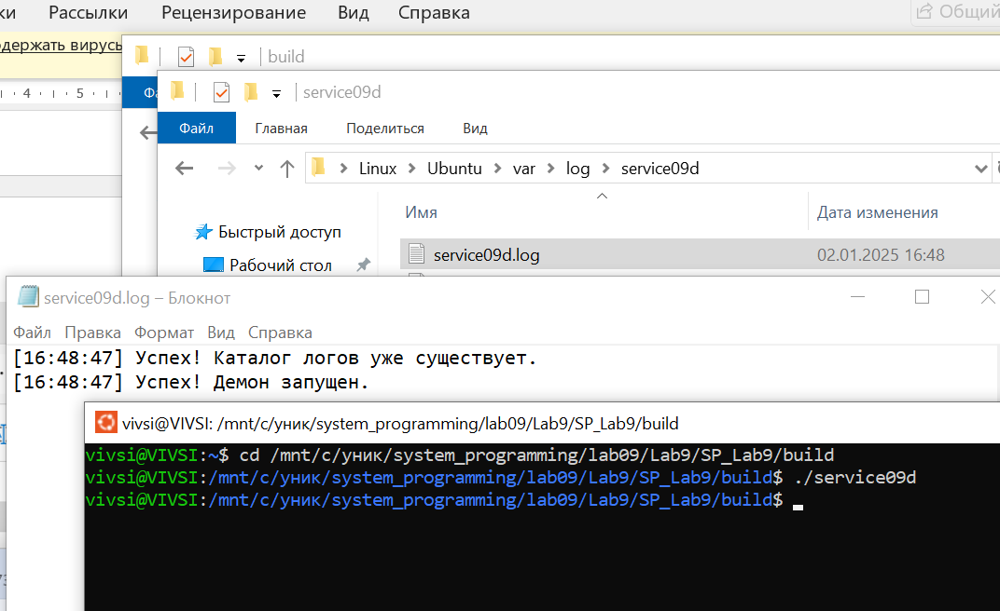 ки Рассылки Рецензирование Вид Справка Общий
одержать вирусы
build
4 5
service09d
Файл Главная Поделиться Вид
Linux Ubuntu var log service09d
Имя Дата изменения
Быстрый доступ
service09d.log 02.01.2025 16:48
Рабочий стол
service09d.log – Блокнот
Файл Правка Формат Вид Справка
[16:48:47] Успех! Каталог логов уже существует.
[16:48:47] Успех! Демон запущен.
vivsi@VIVSI: /mnt/c/уник/system_programming/lab09/Lab9/SP_Lab9/build
vivsi@VIVSI:~$ cd /mnt/c/уник/system_programming/lab09/Lab9/SP_Lab9/build
vivsi@VIVSI:/mnt/c/уник/system_programming/lab09/Lab9/SP_Lab9/build$ ./service09d
vivsi@VIVSI:/mnt/c/уник/system_programming/lab09/Lab9/SP_Lab9/build$